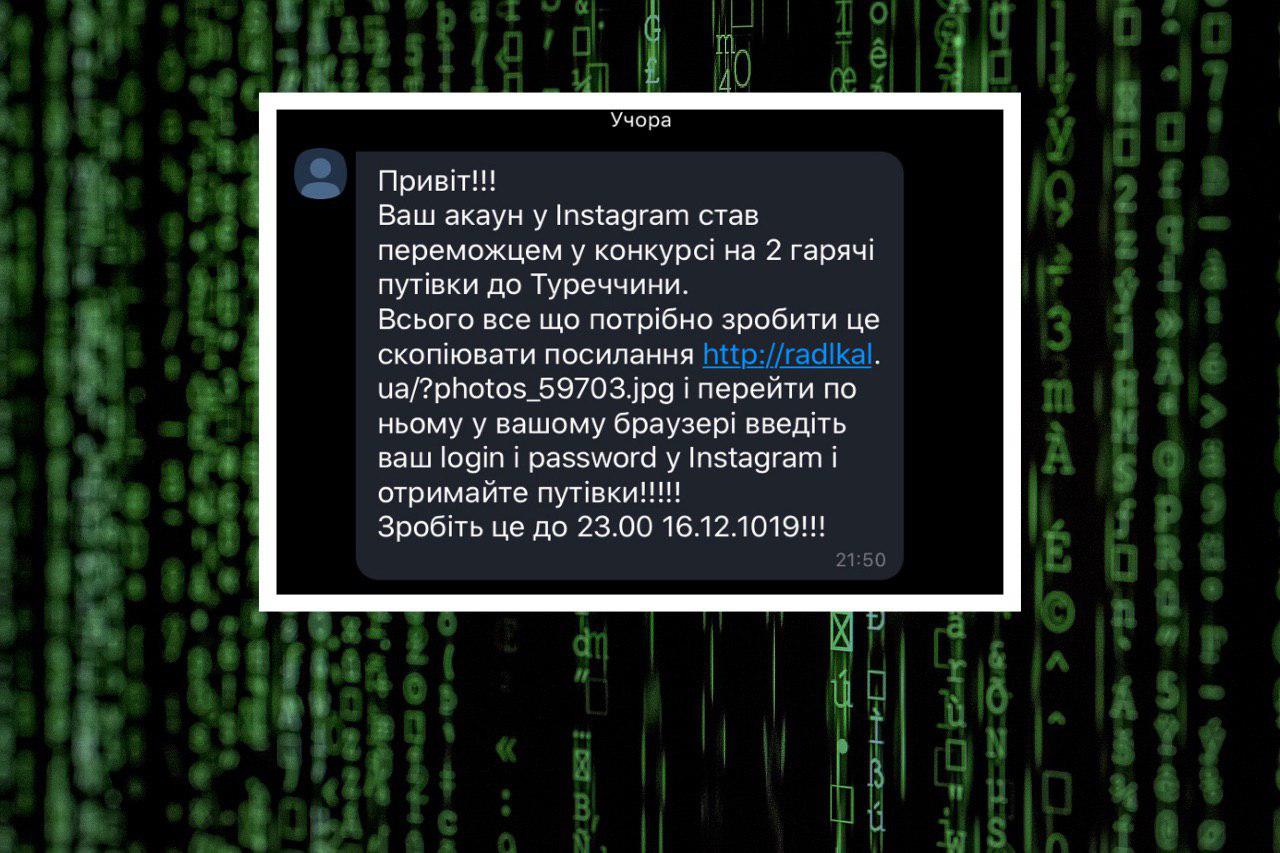 Учора
Привіт!!!
Ваш акаун у Instagram став
переможцем у конкурсі на 2 гарячі
путівки до Туреччини.
Всього все що потрібно зробити це
скопіювати посилання http://radlkal.
ua/?photos_59703.jpg і перейти по
ньому у вашому браузері введіть
ваш login і password у Instagram і
отримайте путівки!!!!!
Зробіть це до 23.00 16.12.1019!!!
21:50